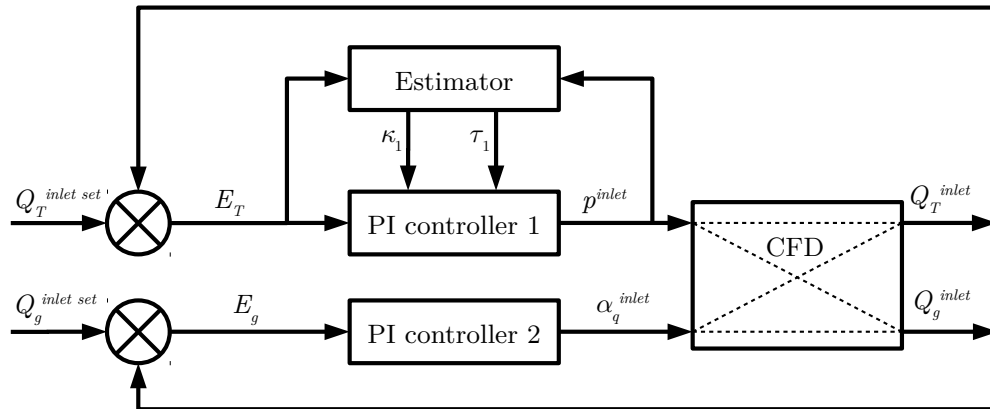 Estimator
κ₁ τ₁
Q_T^{inlet set} E_T PI controller 1 p^{inlet} Q_T^{inlet}
CFD
Q_g^{inlet set} E_g PI controller 2 α_q^{inlet} Q_g^{inlet}